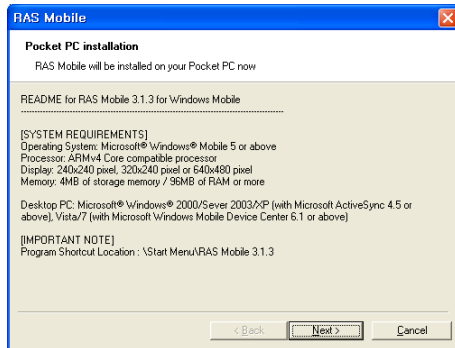 RAS Mobile
Pocket PC installation
RAS Mobile will be installed on your Pocket PC now
README for RAS Mobile 3.1.3 for Windows Mobile
--------------------------------------------------------------------------------
[SYSTEM REQUIREMENTS]
Operating System: Microsoft® Windows® Mobile 5 or above
Processor: ARMv4 Core compatible processor
Display: 240x240 pixel, 320x240 pixel or 640x480 pixel
Memory: 4MB of storage memory / 96MB of RAM or more
Desktop PC: Microsoft® Windows® 2000/Sever 2003/XP (with Microsoft ActiveSync 4.5 or
above), Vista/7 (with Microsoft Windows Mobile Device Center 6.1 or above)
[IMPORTANT NOTE]
Program Shortcut Location : \Start Menu\RAS Mobile 3.1.3
< Back Next > Cancel